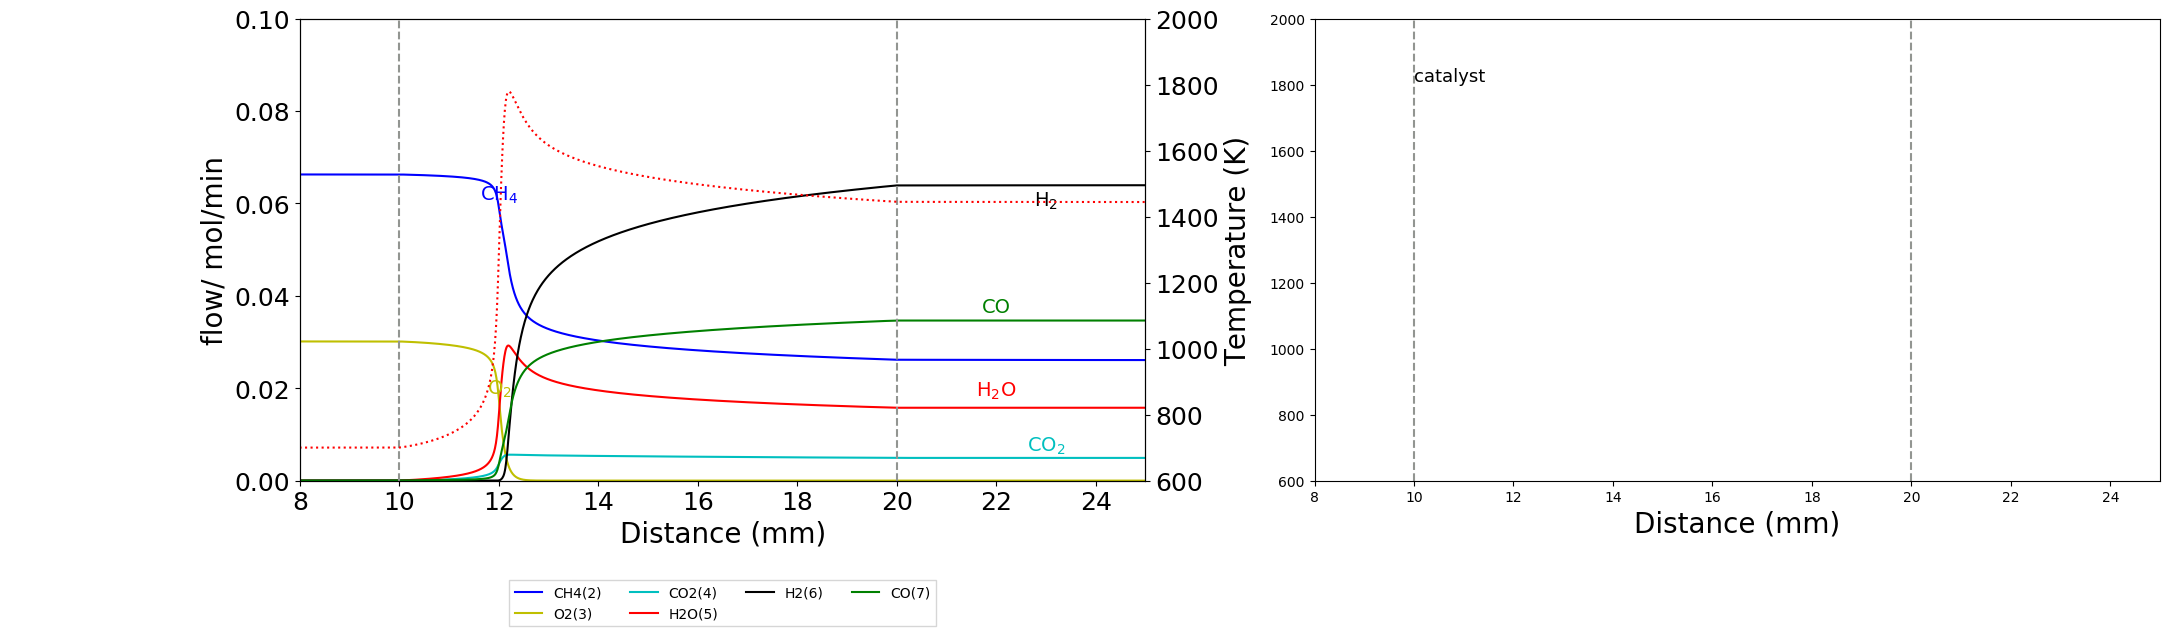 0.10
0.08
0.06
0.04
0.02
0.00
flow/ mol/min
8 10 12 14 16 18 20 22 24
Distance (mm)
2000
1800
1600
1400
1200
1000
800
600
Temperature (K)
CH₄
O₂
H₂
CO
H₂O
CO₂
CH4(2) CO2(4) H2(6) CO(7)
O2(3) H2O(5)
2000
1800
1600
1400
1200
1000
800
600
catalyst
8 10 12 14 16 18 20 22 24
Distance (mm)